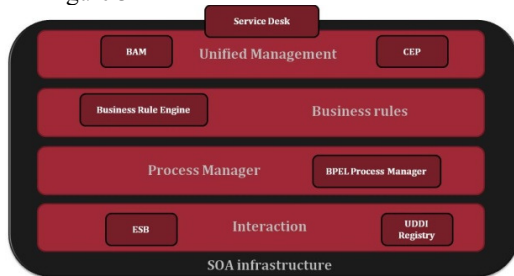 Service Desk
BAM
Unified Management
CEP
Business Rule Engine
Business rules
Process Manager
BPEL Process Manager
ESB
Interaction
UDDI
Registry
SOA infrastructure